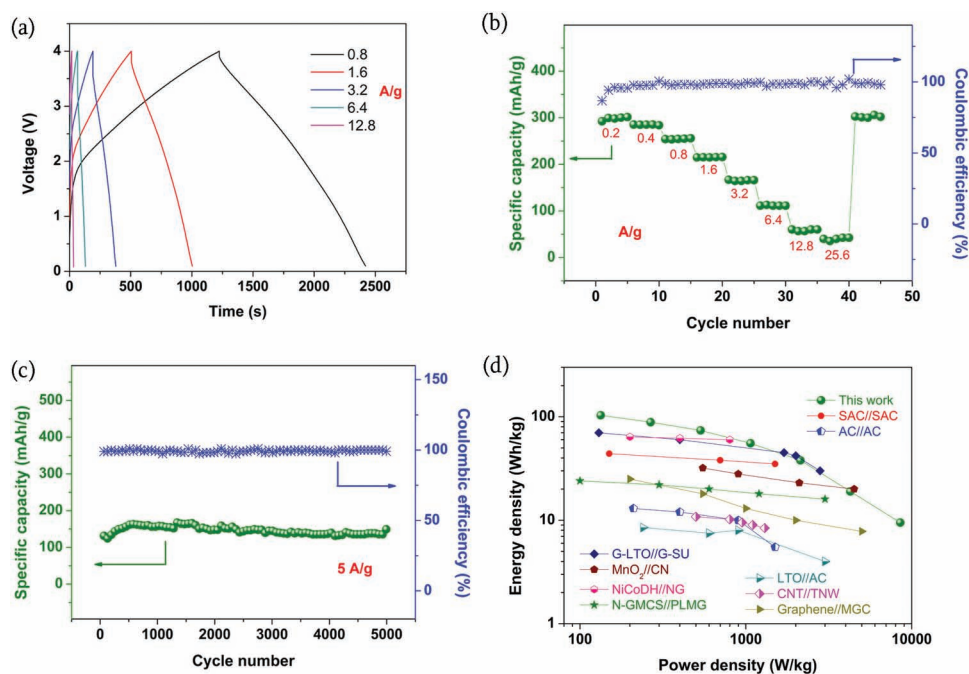 (a)
4
3
2
1
0
Voltage (V)
0 500 1000 1500 2000 2500
Time (s)
0.8
1.6
3.2
6.4
12.8
A/g
(b)
400
300
200
100
0
Specific capacity (mAh/g)
100
50
0
Coulombic efficiency (%)
0.2
0.4
0.8
1.6
3.2
6.4
12.8
25.6
A/g
0 10 20 30 40 50
Cycle number
(c)
500
400
300
200
100
0
Specific capacity (mAh/g)
150
100
50
0
Coulombic efficiency (%)
5 A/g
0 1000 2000 3000 4000 5000
Cycle number
(d)
100
10
1
Energy density (Wh/kg)
This work
SAC//SAC
AC//AC
G-LTO//G-SU
MnO₂//CN
NiCoDH//NG
N-GMCS//PLMG
LTO//AC
CNT//TNW
Graphene//MGC
100 1000 10000
Power density (W/kg)